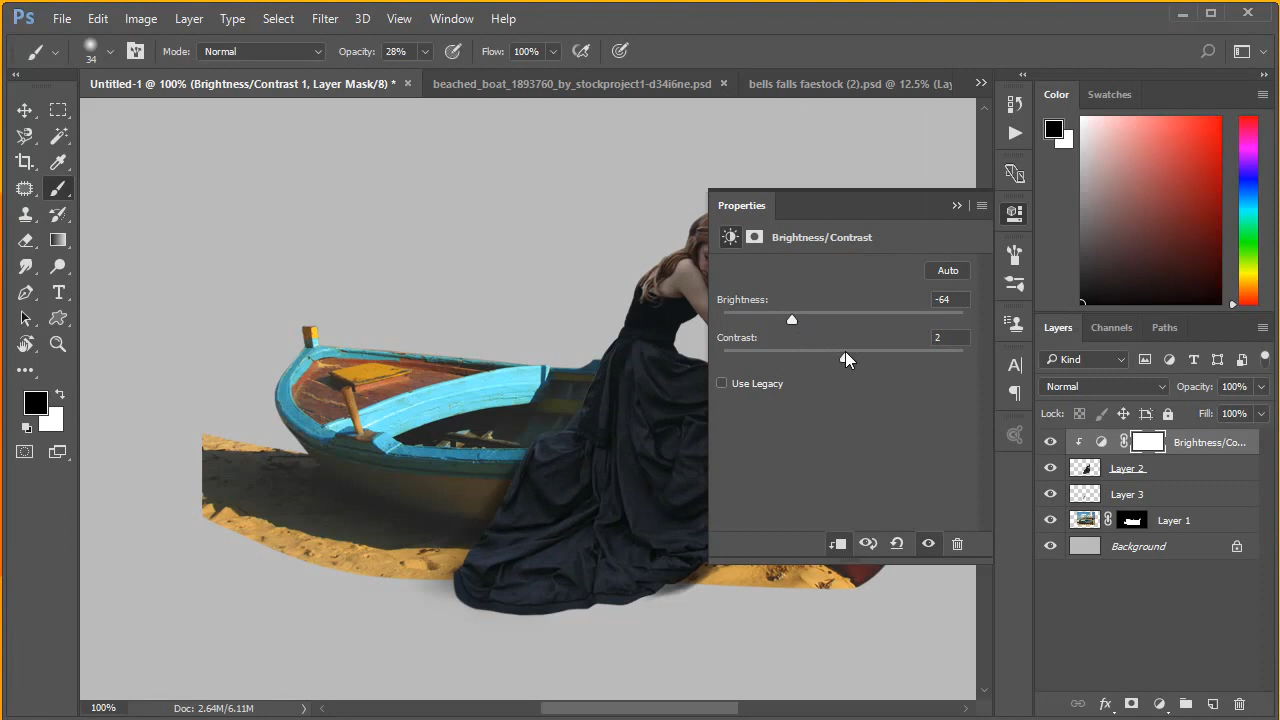 Ps File Edit Image Layer Type Select Filter 3D View Window Help
34 Mode: Normal Opacity: 28% Flow: 100%
Untitled-1 @ 100% (Brightness/Contrast 1, Layer Mask/8) * × beached_boat_1893760_by_stockproject1-d34i6ne.psd × bells falls faestock (2).psd @ 12.5% (La
Color Swatches
Properties
Brightness/Contrast
Auto
Brightness: -64
Contrast: 2
Use Legacy
Layers Channels Paths
Kind
Normal Opacity: 100%
Lock: Fill: 100%
Brightness/Co...
Layer 2
Layer 3
Layer 1
Background
fx
100% Doc: 2.64M/6.11M